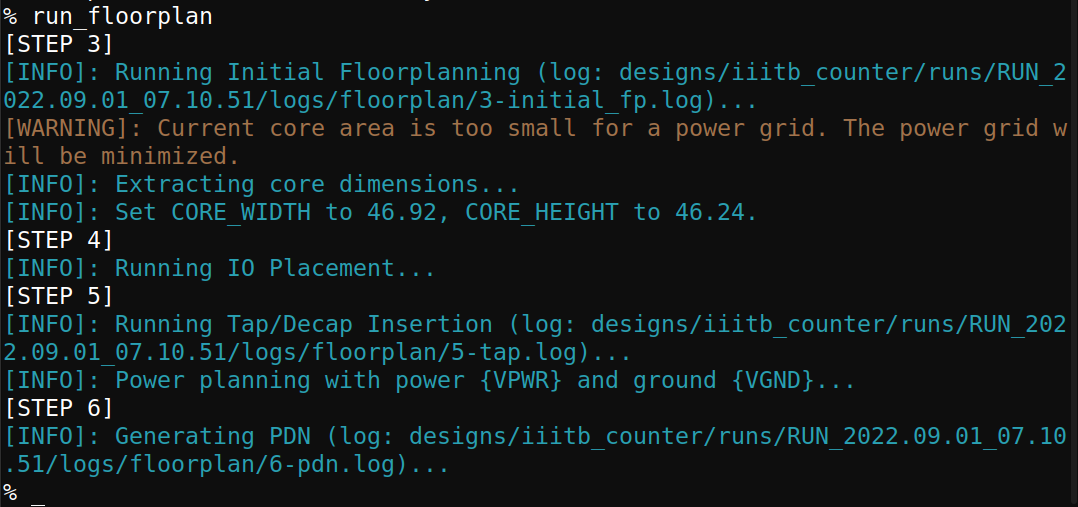 % run_floorplan
[STEP 3]
[INFO]: Running Initial Floorplanning (log: designs/iiitb_counter/runs/RUN_2
022.09.01_07.10.51/logs/floorplan/3-initial_fp.log)...
[WARNING]: Current core area is too small for a power grid. The power grid w
ill be minimized.
[INFO]: Extracting core dimensions...
[INFO]: Set CORE_WIDTH to 46.92, CORE_HEIGHT to 46.24.
[STEP 4]
[INFO]: Running IO Placement...
[STEP 5]
[INFO]: Running Tap/Decap Insertion (log: designs/iiitb_counter/runs/RUN_202
2.09.01_07.10.51/logs/floorplan/5-tap.log)...
[INFO]: Power planning with power {VPWR} and ground {VGND}...
[STEP 6]
[INFO]: Generating PDN (log: designs/iiitb_counter/runs/RUN_2022.09.01_07.10
.51/logs/floorplan/6-pdn.log)...
% _